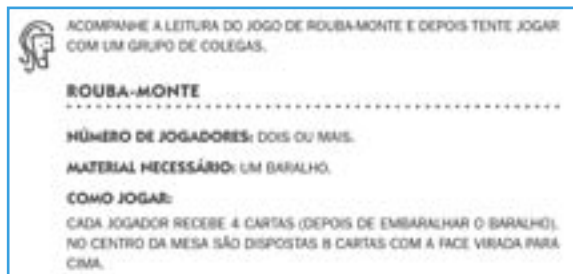 ACOMPANHE A LEITURA DO JOGO DE ROUBA-MONTE E DEPOIS TENTE JOGAR
COM UM GRUPO DE COLEGAS.
ROUBA-MONTE
NÚMERO DE JOGADORES: DOIS OU MAIS.
MATERIAL NECESSÁRIO: UM BARALHO.
COMO JOGAR:
CADA JOGADOR RECEBE 4 CARTAS (DEPOIS DE EMBARALHAR O BARALHO).
NO CENTRO DA MESA SÃO DISPOSTAS 8 CARTAS COM A FACE VIRADA PARA
CIMA.